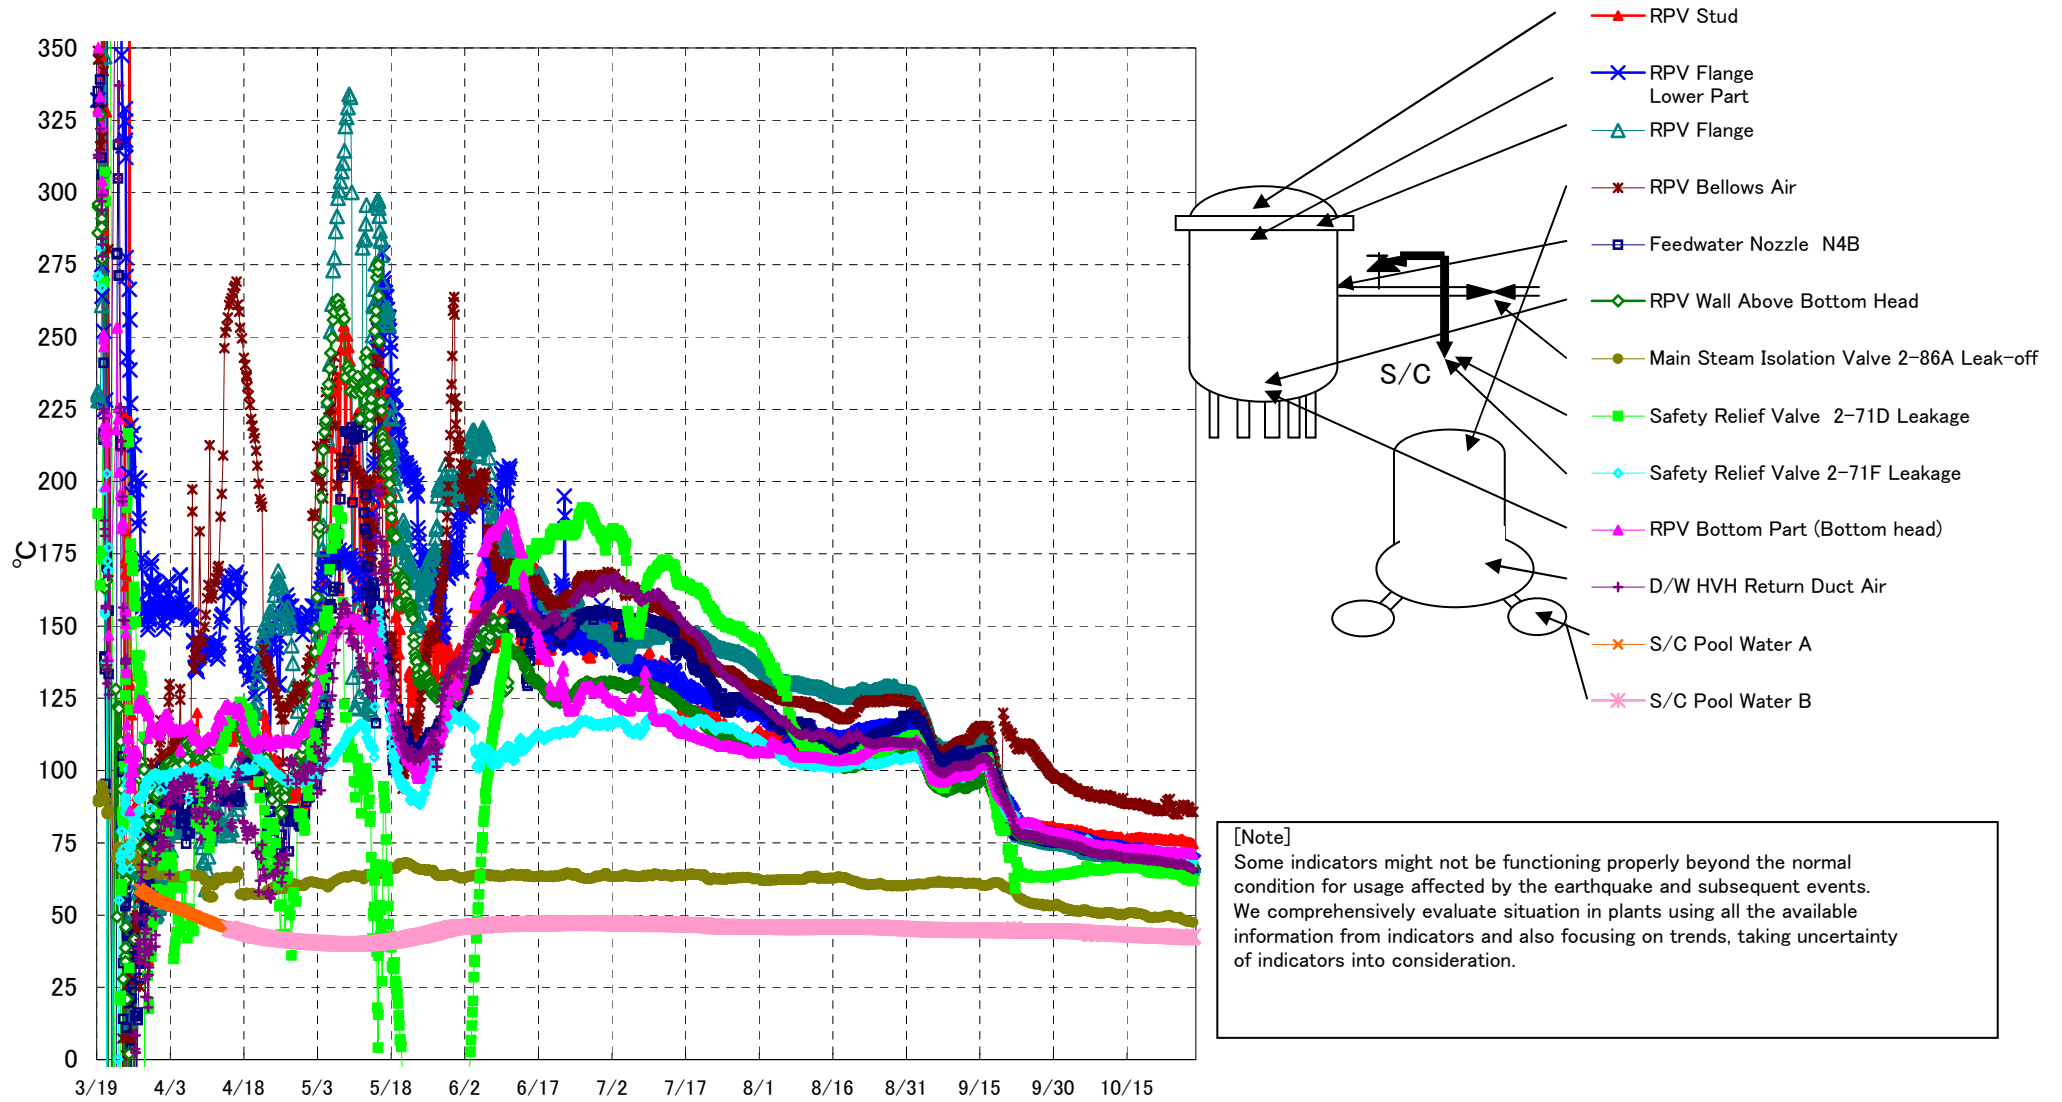 350
325
300
275
250
225
200
175
150
125
100
75
50
25
0
℃
3/19 4/3 4/18 5/3 5/18 6/2 6/17 7/2 7/17 8/1 8/16 8/31 9/15 9/30 10/15
S/C
RPV Stud
RPV Flange
Lower Part
RPV Flange
RPV Bellows Air
Feedwater Nozzle N4B
RPV Wall Above Bottom Head
Main Steam Isolation Valve 2-86A Leak-off
Safety Relief Valve 2-71D Leakage
Safety Relief Valve 2-71F Leakage
RPV Bottom Part (Bottom head)
D/W HVH Return Duct Air
S/C Pool Water A
S/C Pool Water B
[Note]
Some indicators might not be functioning properly beyond the normal
condition for usage affected by the earthquake and subsequent events.
We comprehensively evaluate situation in plants using all the available
information from indicators and also focusing on trends, taking uncertainty
of indicators into consideration.